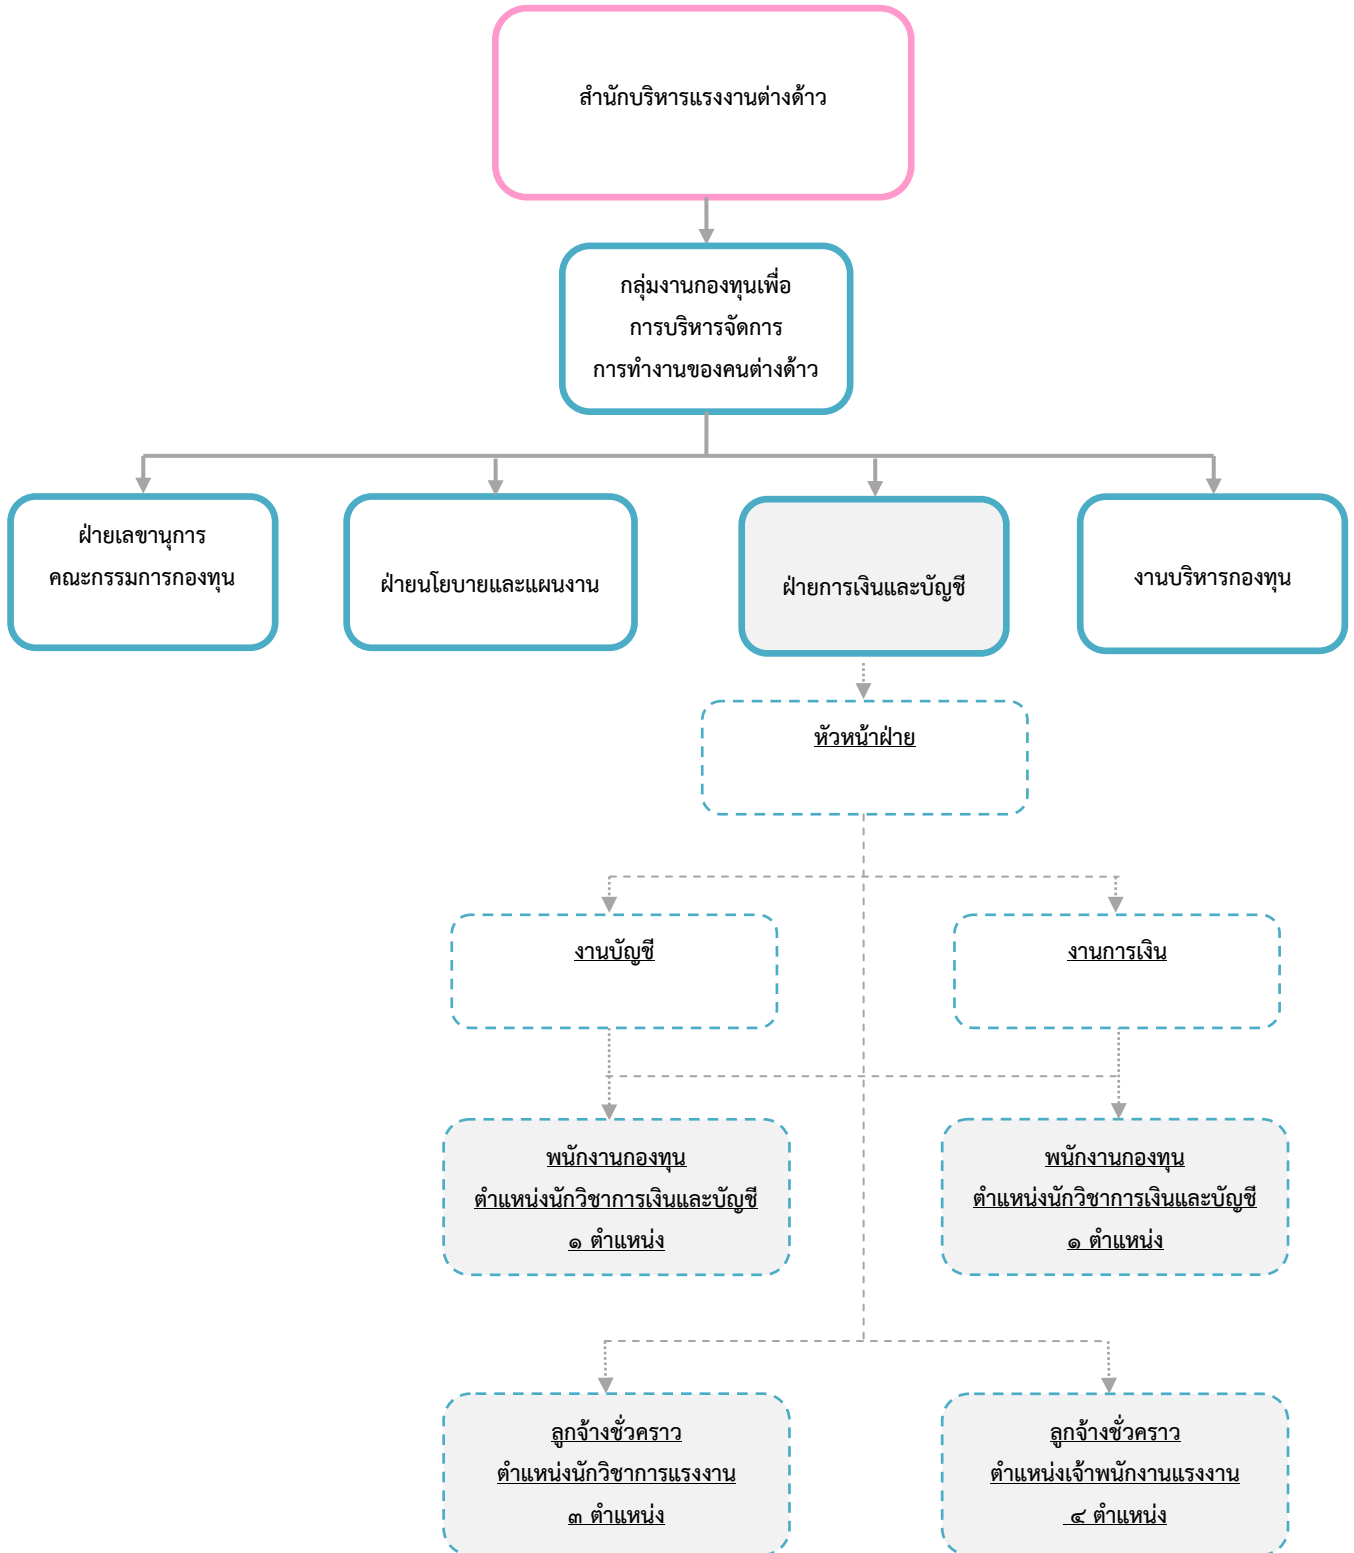 สำนักบริหารแรงงานต่างด้าว
กลุ่มงานกองทุนเพื่อ
การบริหารจัดการ
การทำงานของคนต่างด้าว
ฝ่ายเลขานุการ
คณะกรรมการกองทุน
ฝ่ายนโยบายและแผนงาน
ฝ่ายการเงินและบัญชี
งานบริหารกองทุน
หัวหน้าฝ่าย
งานบัญชี
งานการเงิน
พนักงานกองทุน
ตำแหน่งนักวิชาการเงินและบัญชี
๑ ตำแหน่ง
พนักงานกองทุน
ตำแหน่งนักวิชาการเงินและบัญชี
๑ ตำแหน่ง
ลูกจ้างชั่วคราว
ตำแหน่งนักวิชาการแรงงาน
๓ ตำแหน่ง
ลูกจ้างชั่วคราว
ตำแหน่งเจ้าพนักงานแรงงาน
๔ ตำแหน่ง